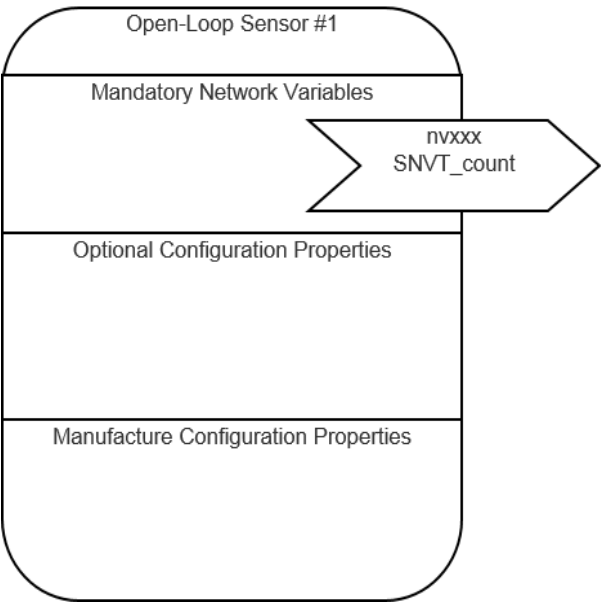 Open-Loop Sensor #1
Mandatory Network Variables
nvxxx
SNVT_count
Optional Configuration Properties
Manufacture Configuration Properties